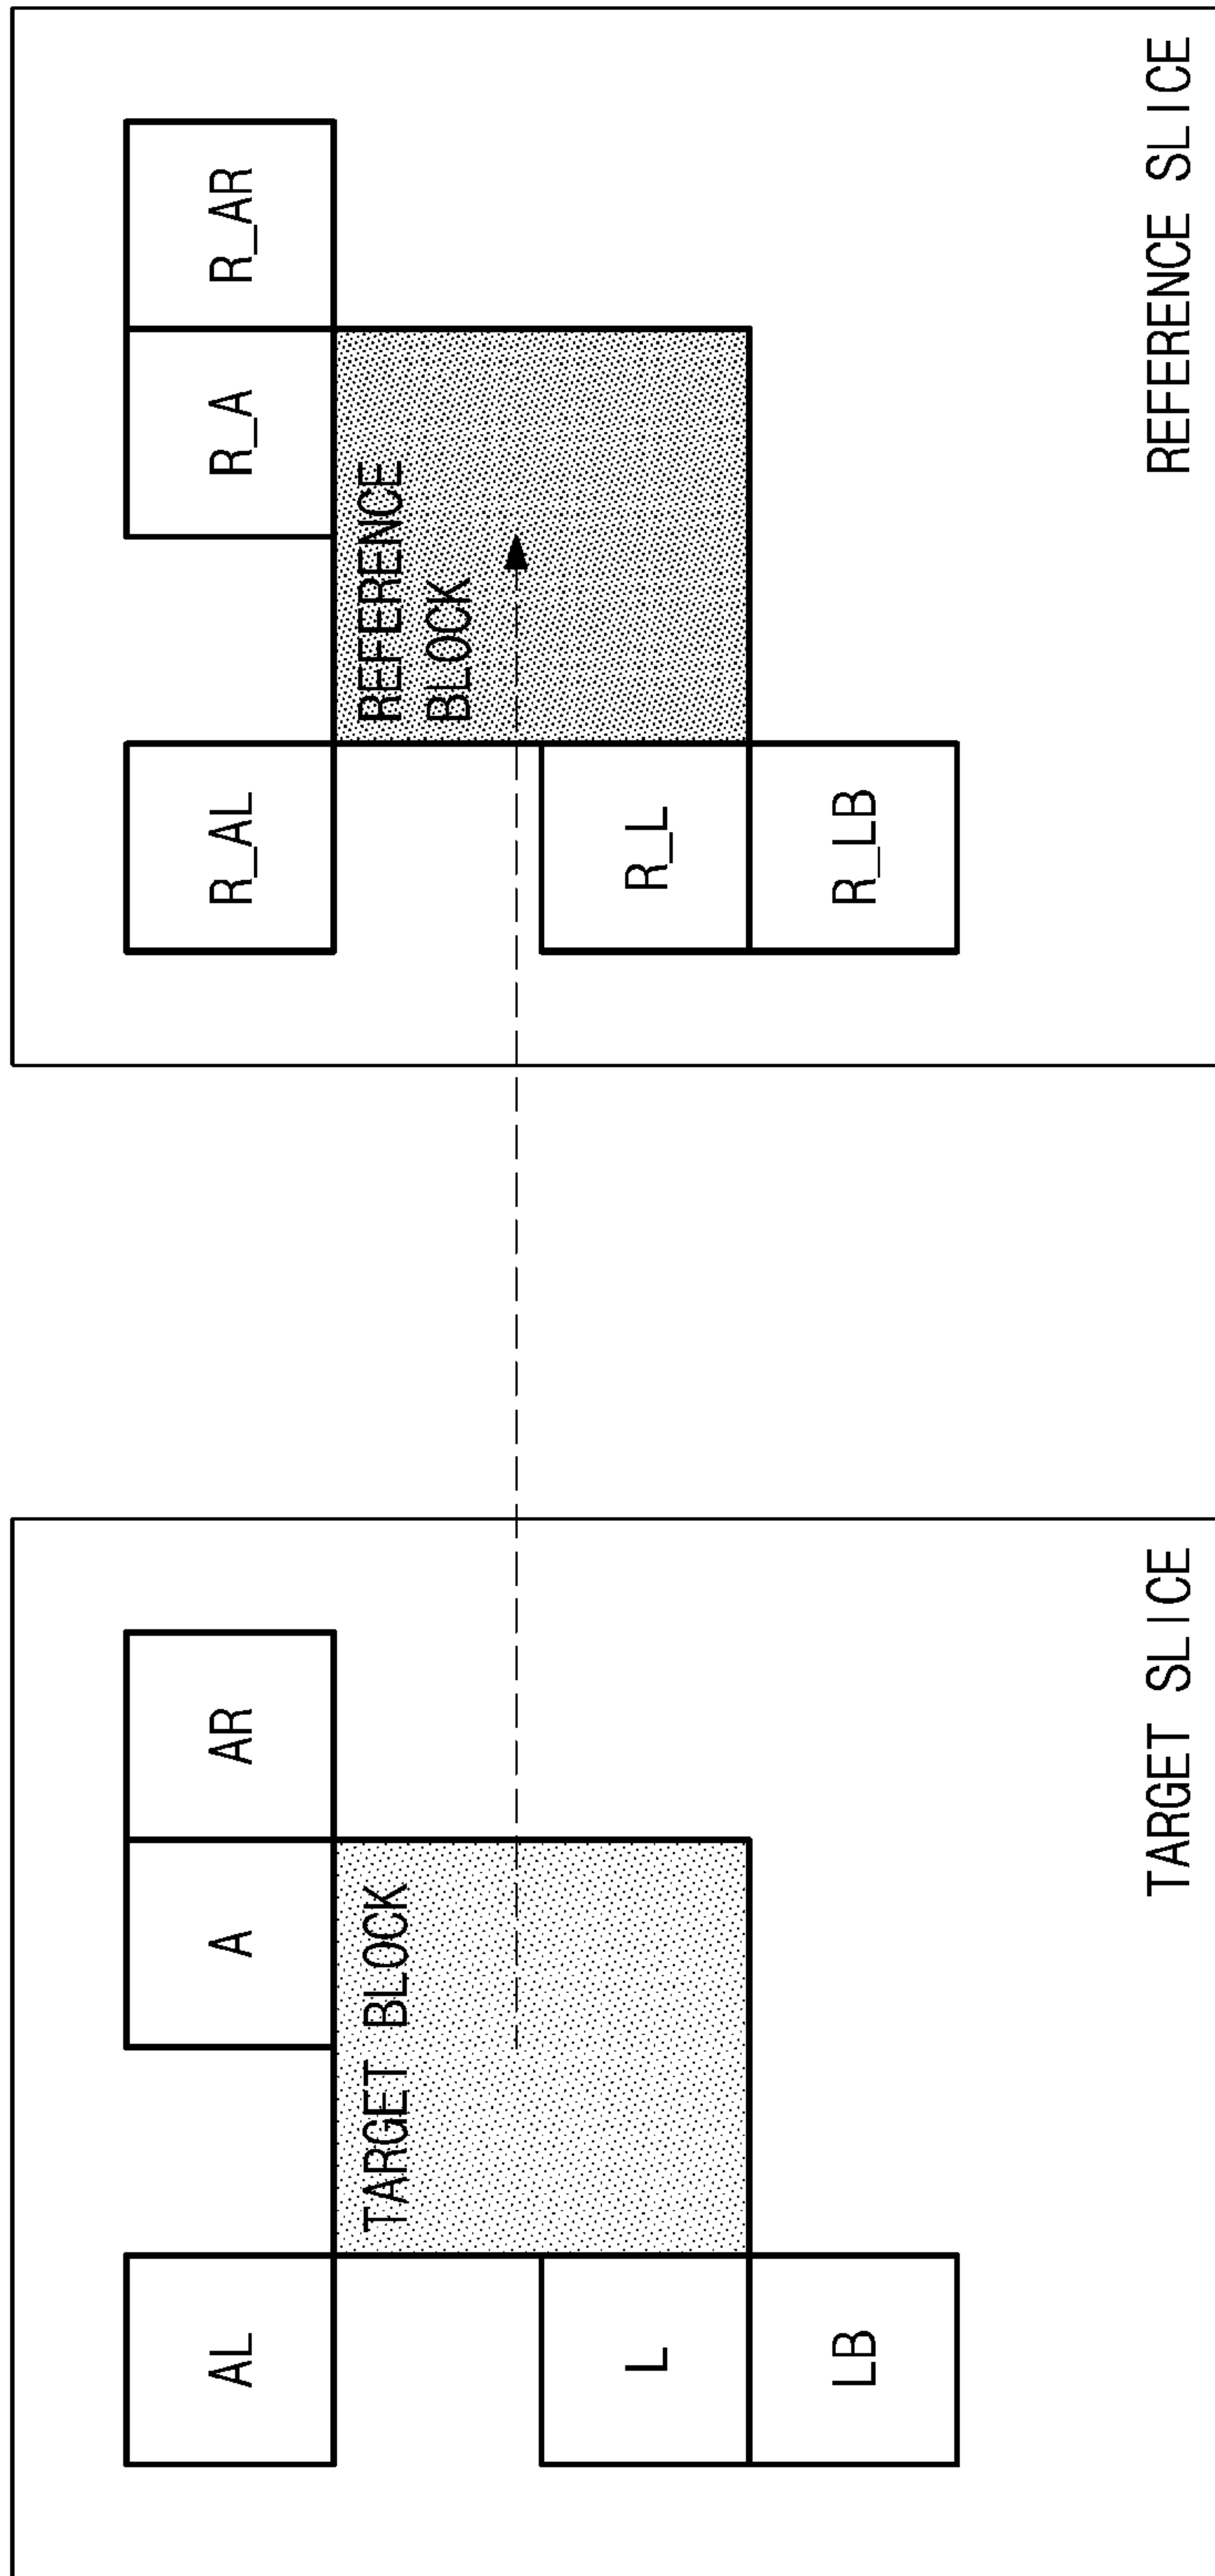 AL
A
AR
TARGET BLOCK
L
LB
TARGET SLICE
R_AL
R_A
R_AR
REFERENCE
BLOCK
R_L
R_LB
REFERENCE SLICE